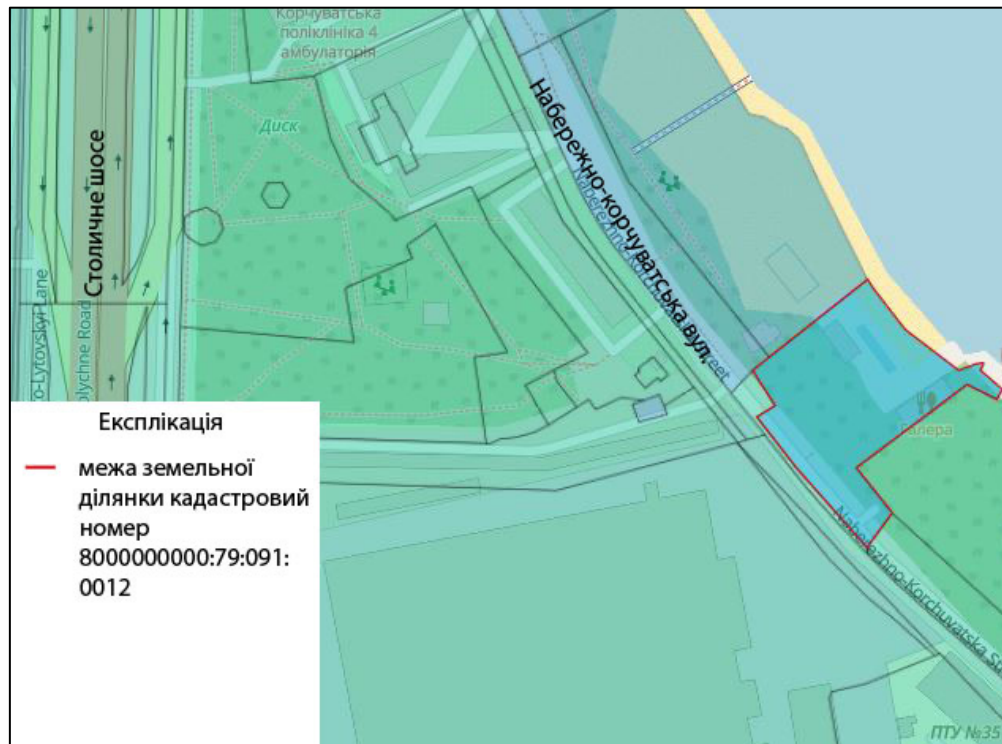 Корчуватська
поліклініка 4
амбулаторія
Диск
Столичне шосе
Набережно-корчуватська вул.
Експлікація
межа земельної
ділянки кадастровий
номер
8000000000:79:091:
0012
Галера
Naberezhno-Korchuvatska St
ПТУ №35